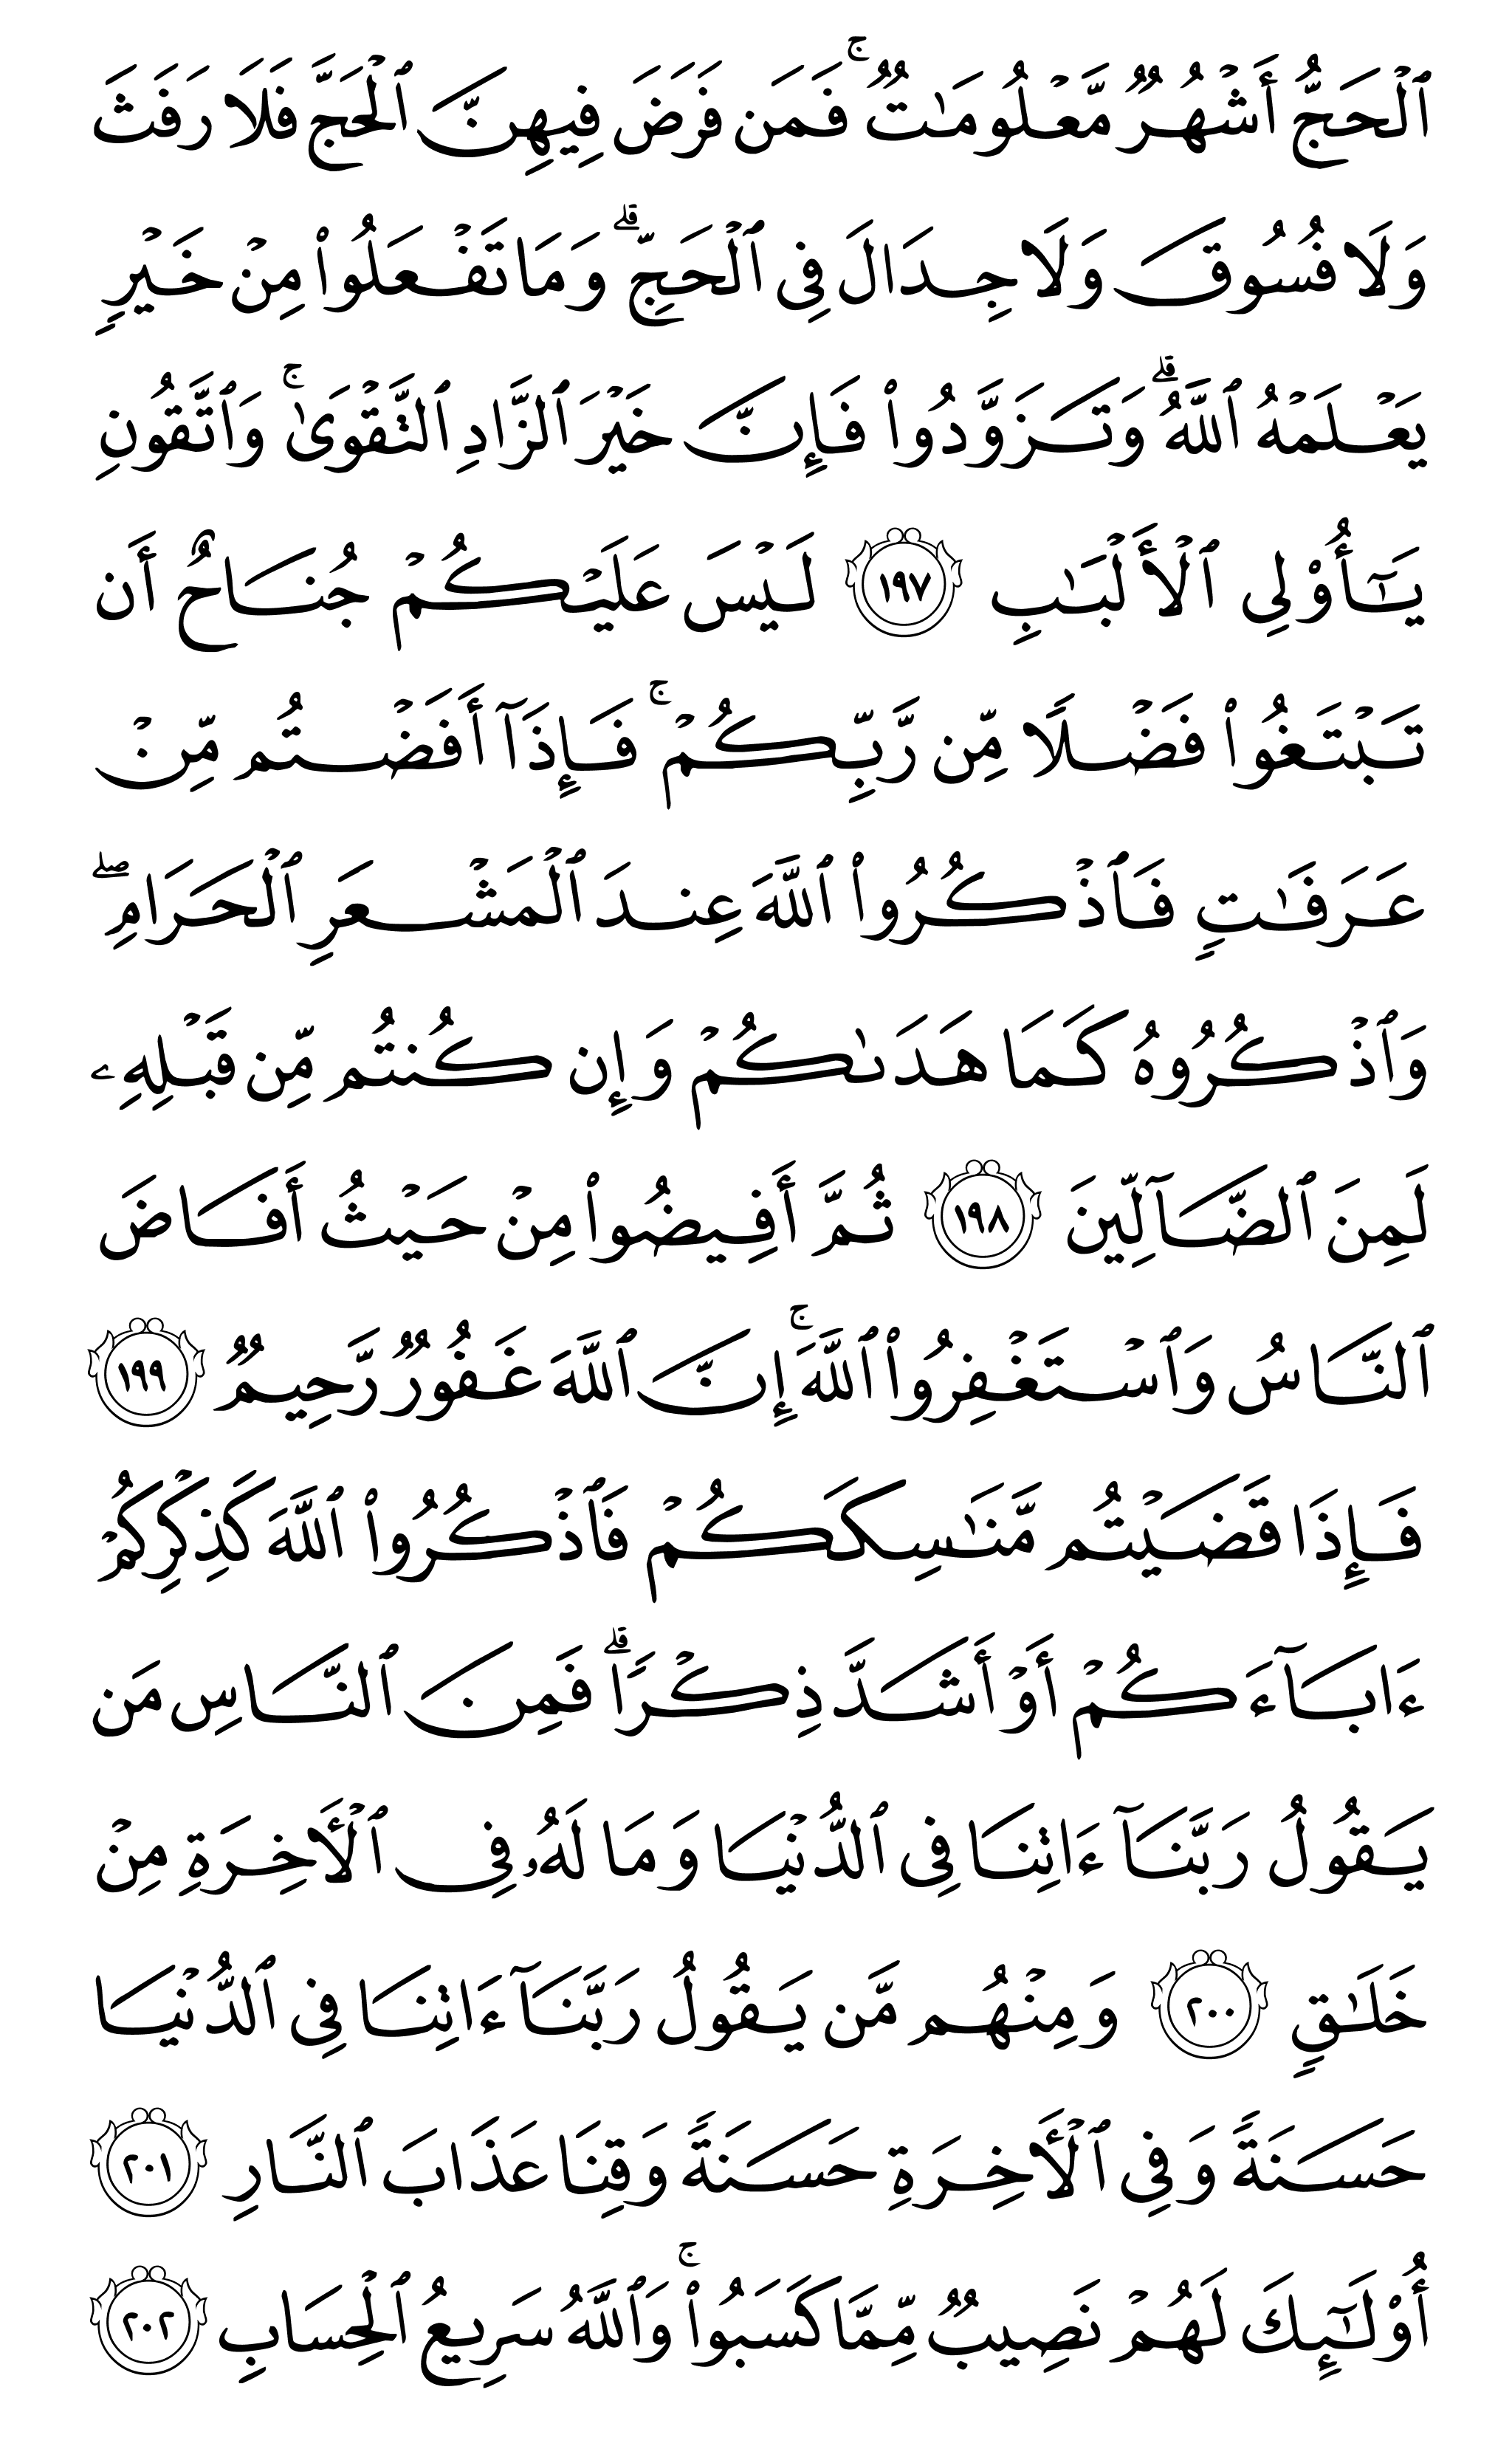 ٱلْحَجُّ أَشْهُرٌ مَّعْلُومَٰتٌ ۚ فَمَن فَرَضَ فِيهِنَّ ٱلْحَجَّ فَلَا رَفَثَ
وَلَا فُسُوقَ وَلَا جِدَالَ فِى ٱلْحَجِّ ۗ وَمَا تَفْعَلُوا۟ مِنْ خَيْرٍ
يَعْلَمْهُ ٱللَّهُ ۗ وَتَزَوَّدُوا۟ فَإِنَّ خَيْرَ ٱلزَّادِ ٱلتَّقْوَىٰ ۚ وَٱتَّقُونِ
يَٰٓأُو۟لِى ٱلْأَلْبَٰبِ ١٩٧ لَيْسَ عَلَيْكُمْ جُنَاحٌ أَن
تَبْتَغُوا۟ فَضْلًا مِّن رَّبِّكُمْ ۚ فَإِذَآ أَفَضْتُم مِّنْ
عَرَفَٰتٍ فَٱذْكُرُوا۟ ٱللَّهَ عِندَ ٱلْمَشْعَرِ ٱلْحَرَامِ ۖ
وَٱذْكُرُوهُ كَمَا هَدَىٰكُمْ وَإِن كُنتُم مِّن قَبْلِهِۦ
لَمِنَ ٱلضَّآلِّينَ ١٩٨ ثُمَّ أَفِيضُوا۟ مِنْ حَيْثُ أَفَاضَ
ٱلنَّاسُ وَٱسْتَغْفِرُوا۟ ٱللَّهَ ۚ إِنَّ ٱللَّهَ غَفُورٌ رَّحِيمٌ ١٩٩
فَإِذَا قَضَيْتُم مَّنَٰسِكَكُمْ فَٱذْكُرُوا۟ ٱللَّهَ كَذِكْرِكُمْ
ءَابَآءَكُمْ أَوْ أَشَدَّ ذِكْرًا ۗ فَمِنَ ٱلنَّاسِ مَن
يَقُولُ رَبَّنَآ ءَاتِنَا فِى ٱلدُّنْيَا وَمَا لَهُۥ فِى ٱلْأَخِرَةِ مِنْ
خَلَٰقٍ ٢٠٠ وَمِنْهُم مَّن يَقُولُ رَبَّنَآ ءَاتِنَا فِى ٱلدُّنْيَا
حَسَنَةً وَفِى ٱلْأَخِرَةِ حَسَنَةً وَقِنَا عَذَابَ ٱلنَّارِ ٢٠١
أُو۟لَٰٓئِكَ لَهُمْ نَصِيبٌ مِّمَّا كَسَبُوا۟ ۚ وَٱللَّهُ سَرِيعُ ٱلْحِسَابِ ٢٠٢